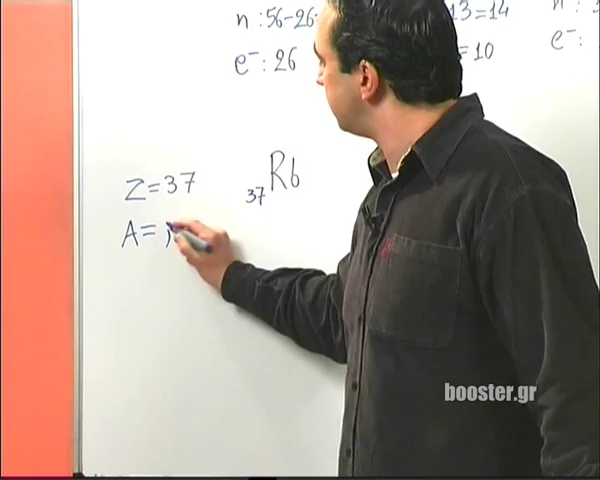 n : 56-26= 13=14 n :
e⁻: 26 = 10 e⁻:
Z=37 ₃₇Rb
A=
booster.gr